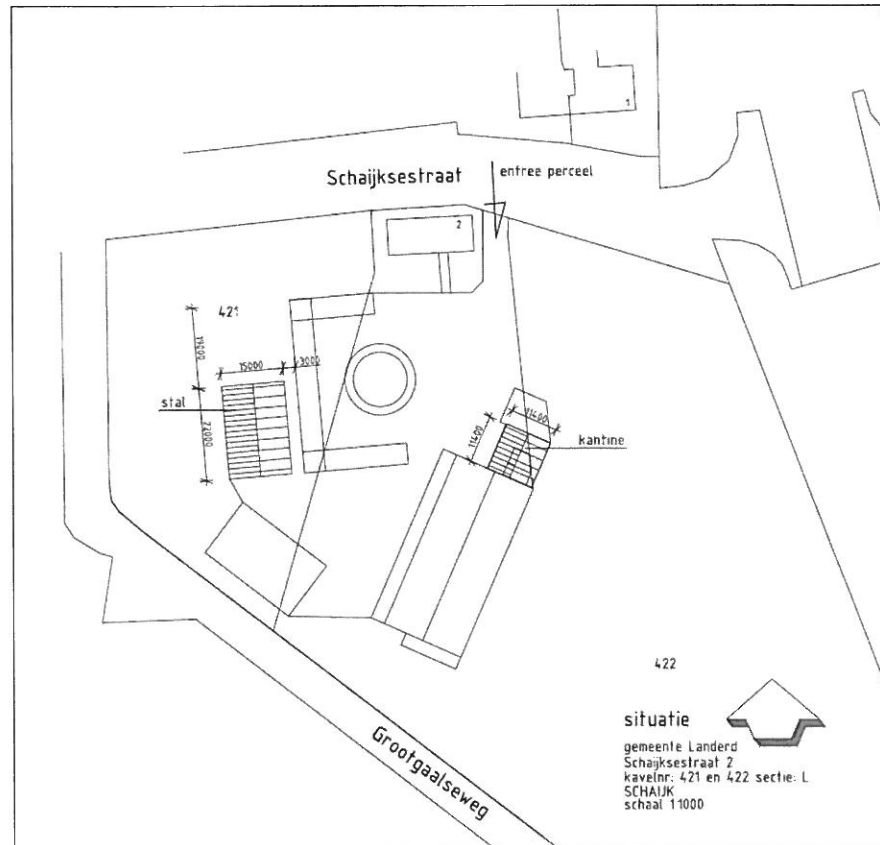 1
Schaijksestraat
entree perceel
2
421
19000
15000
3000
stal
22000
11400
11400
kantine
422
situatie
gemeente Landerd
Schaijksestraat 2
kavelnr: 421 en 422 sectie: L
SCHAIJK
schaal 11000
Grootgaalseweg